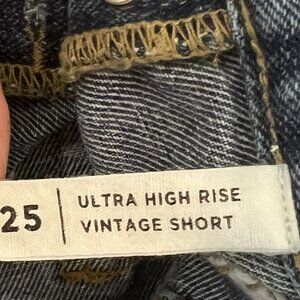 25 | ULTRA HIGH RISE
VINTAGE SHORT